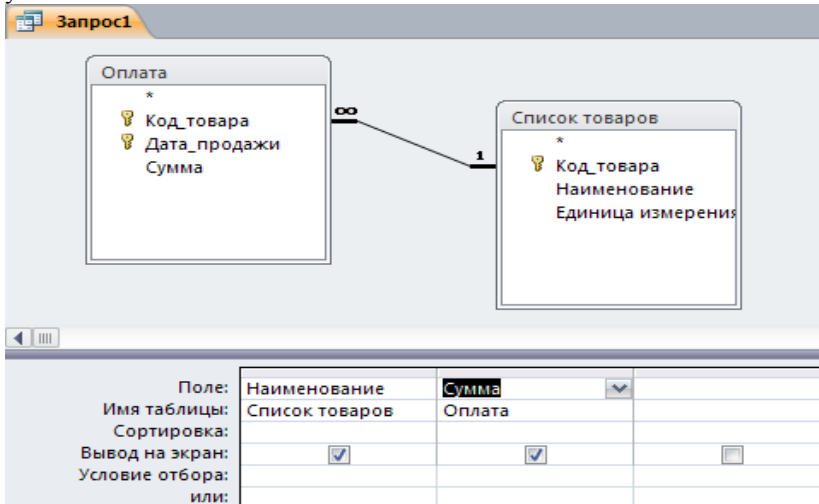 Запрос1
Оплата
*
Код_товара
Дата_продажи
Сумма
∞
1
Список товаров
*
Код_товара
Наименование
Единица измерения
Поле: Наименование Сумма
Имя таблицы: Список товаров Оплата
Сортировка:
Вывод на экран:
Условие отбора:
или: